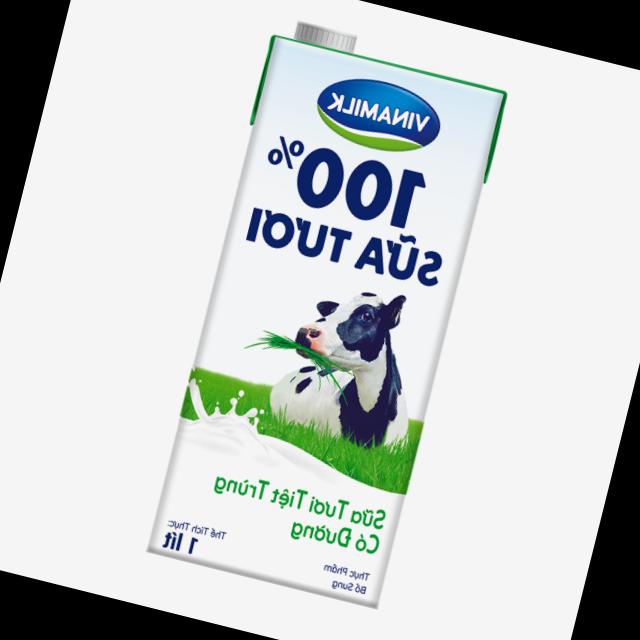 VINAMILK
100%
SỮA TƯƠI
Sữa Tươi Tiệt Trùng
Có Đường
Thực Phẩm
Bổ Sung
Thể Tích Thực:
1 lít